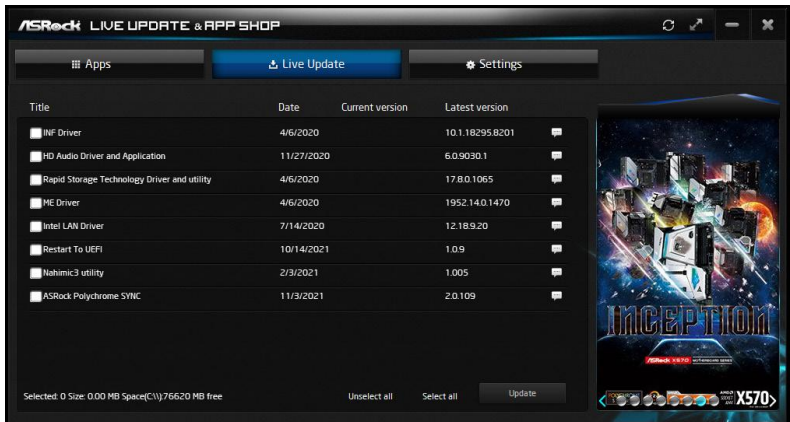 ASRock LIVE UPDATE & APP SHOP
Apps Live Update Settings
Title Date Current version Latest version
INF Driver 4/6/2020 10.1.18295.8201
HD Audio Driver and Application 11/27/2020 6.0.9030.1
Rapid Storage Technology Driver and utility 4/6/2020 17.8.0.1065
ME Driver 4/6/2020 1952.14.0.1470
Intel LAN Driver 7/14/2020 12.18.9.20
Restart To UEFI 10/14/2021 1.0.9
Nahimic3 utility 2/3/2021 1.005
ASRock Polychrome SYNC 11/3/2021 2.0.109
INCEPTION
ASRock X570 MOTHERBOARD SERIES
Selected: 0 Size: 0.00 MB Space(C:\\):76620 MB free Unselect all Select all Update
AMD X570